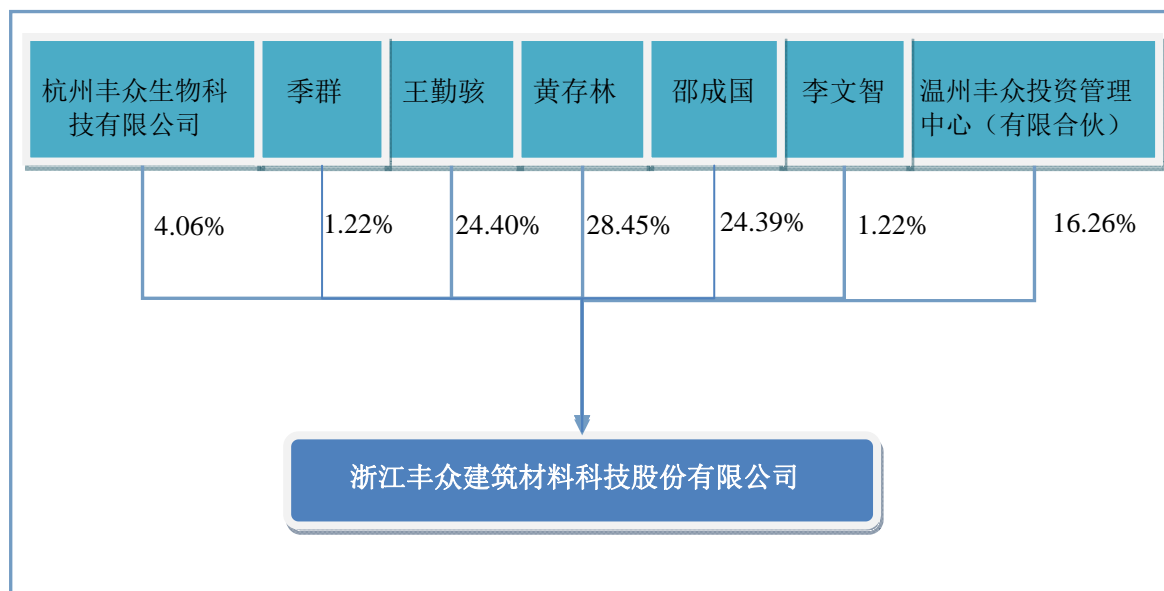 杭州丰众生物科
技有限公司
季群
王勤骇
黄存林
邵成国
李文智
温州丰众投资管理
中心（有限合伙）
4.06%
1.22%
24.40%
28.45%
24.39%
1.22%
16.26%
浙江丰众建筑材料科技股份有限公司